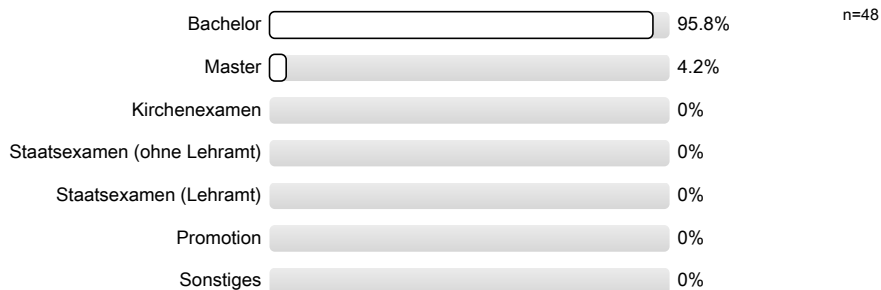 n=48
Bachelor 95.8%
Master 4.2%
Kirchenexamen 0%
Staatsexamen (ohne Lehramt) 0%
Staatsexamen (Lehramt) 0%
Promotion 0%
Sonstiges 0%